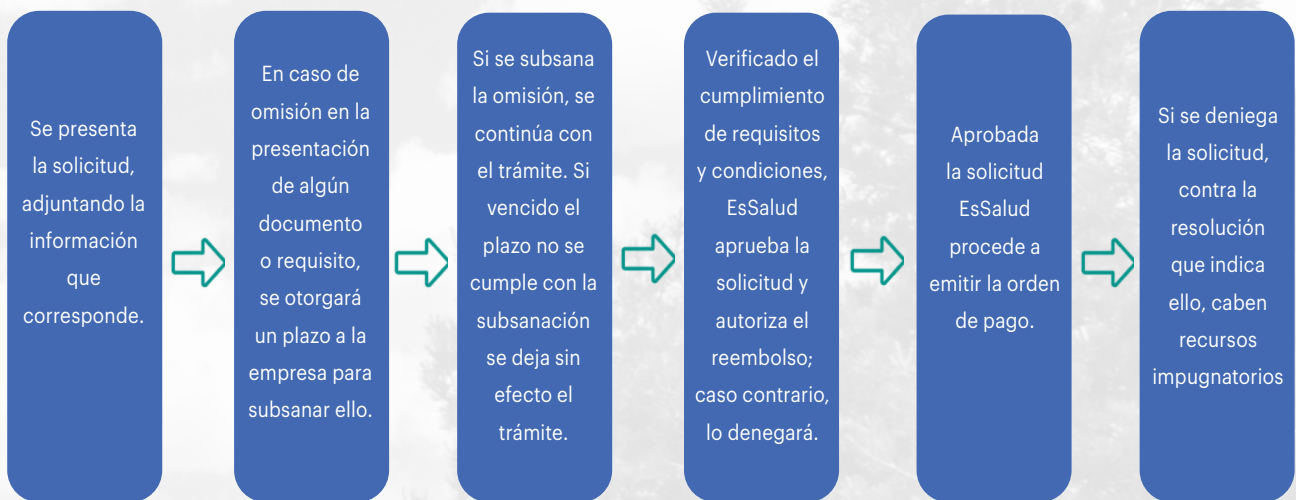 Se presenta
la solicitud,
adjuntando la
información
que
corresponde.
En caso de
omisión en la
presentación
de algún
documento
o requisito,
se otorgará
un plazo a la
empresa para
subsanar ello.
Si se subsana
la omisión, se
continúa con
el trámite. Si
vencido el
plazo no se
cumple con la
subsanación
se deja sin
efecto el
trámite.
Verificado el
cumplimiento
de requisitos
y condiciones,
EsSalud
aprueba la
solicitud y
autoriza el
reembolso;
caso contrario,
lo denegará.
Aprobada
la solicitud
EsSalud
procede a
emitir la orden
de pago.
Si se deniega
la solicitud,
contra la
resolución
que indica
ello, caben
recursos
impugnatorios